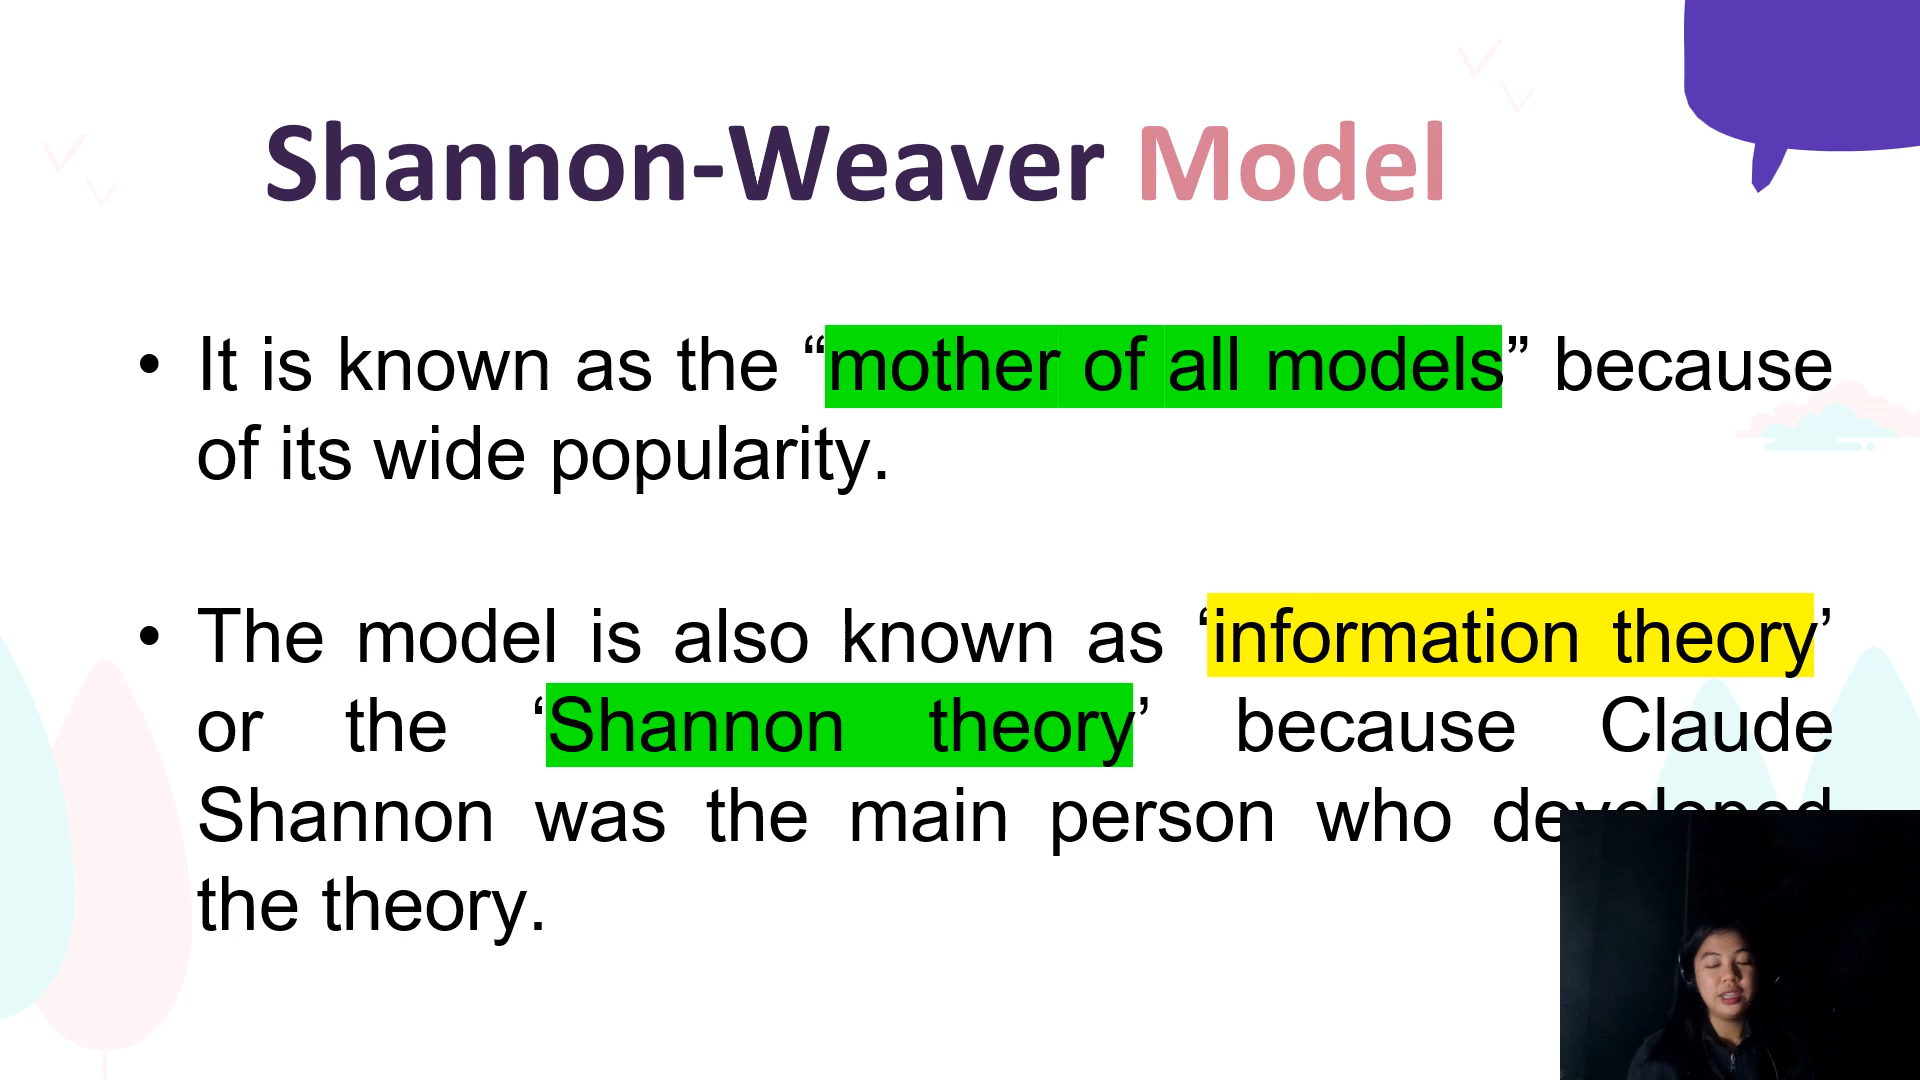 Shannon-Weaver Model
• It is known as the “mother of all models” because
of its wide popularity.
• The model is also known as ‘information theory’
or the ‘Shannon theory’ because Claude
Shannon was the main person who developed
the theory.